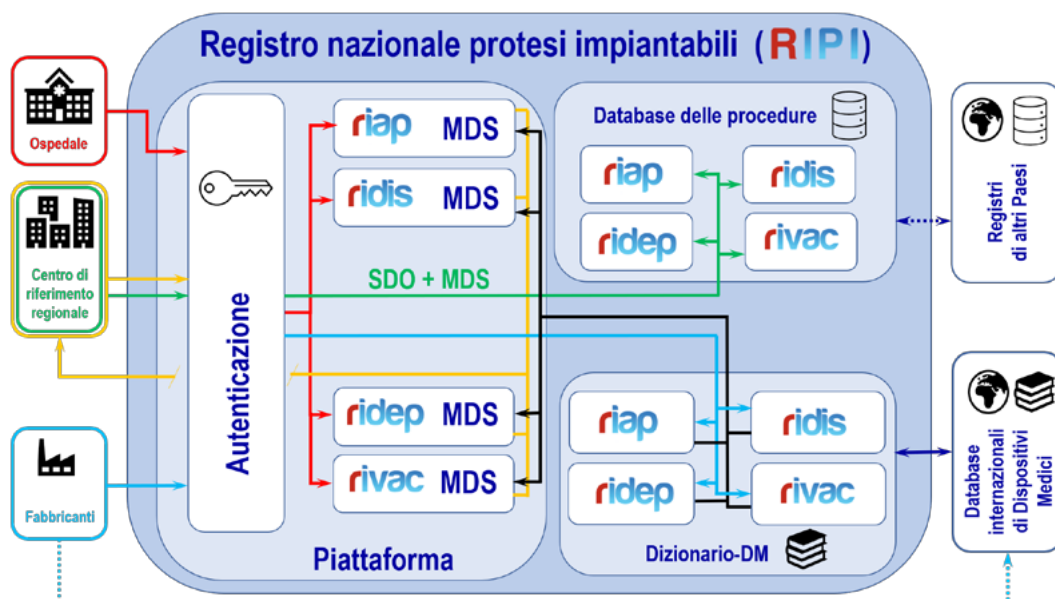 Registro nazionale protesi impiantabili (RIPI)
Ospedale
Centro di
riferimento
regionale
Fabbricanti
Autenticazione
riap MDS
ridis MDS
SDO + MDS
ridep MDS
rivac MDS
Piattaforma
Database delle procedure
riap
ridis
ridep
rivac
riap
ridis
ridep
rivac
Dizionario-DM
Registri
di altri Paesi
Database
internazionali
di Dispositivi
Medici